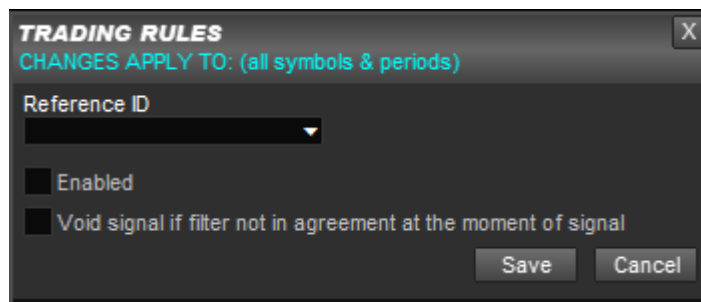 TRADING RULES
X
CHANGES APPLY TO: (all symbols & periods)
Reference ID
Enabled
Void signal if filter not in agreement at the moment of signal
Save
Cancel